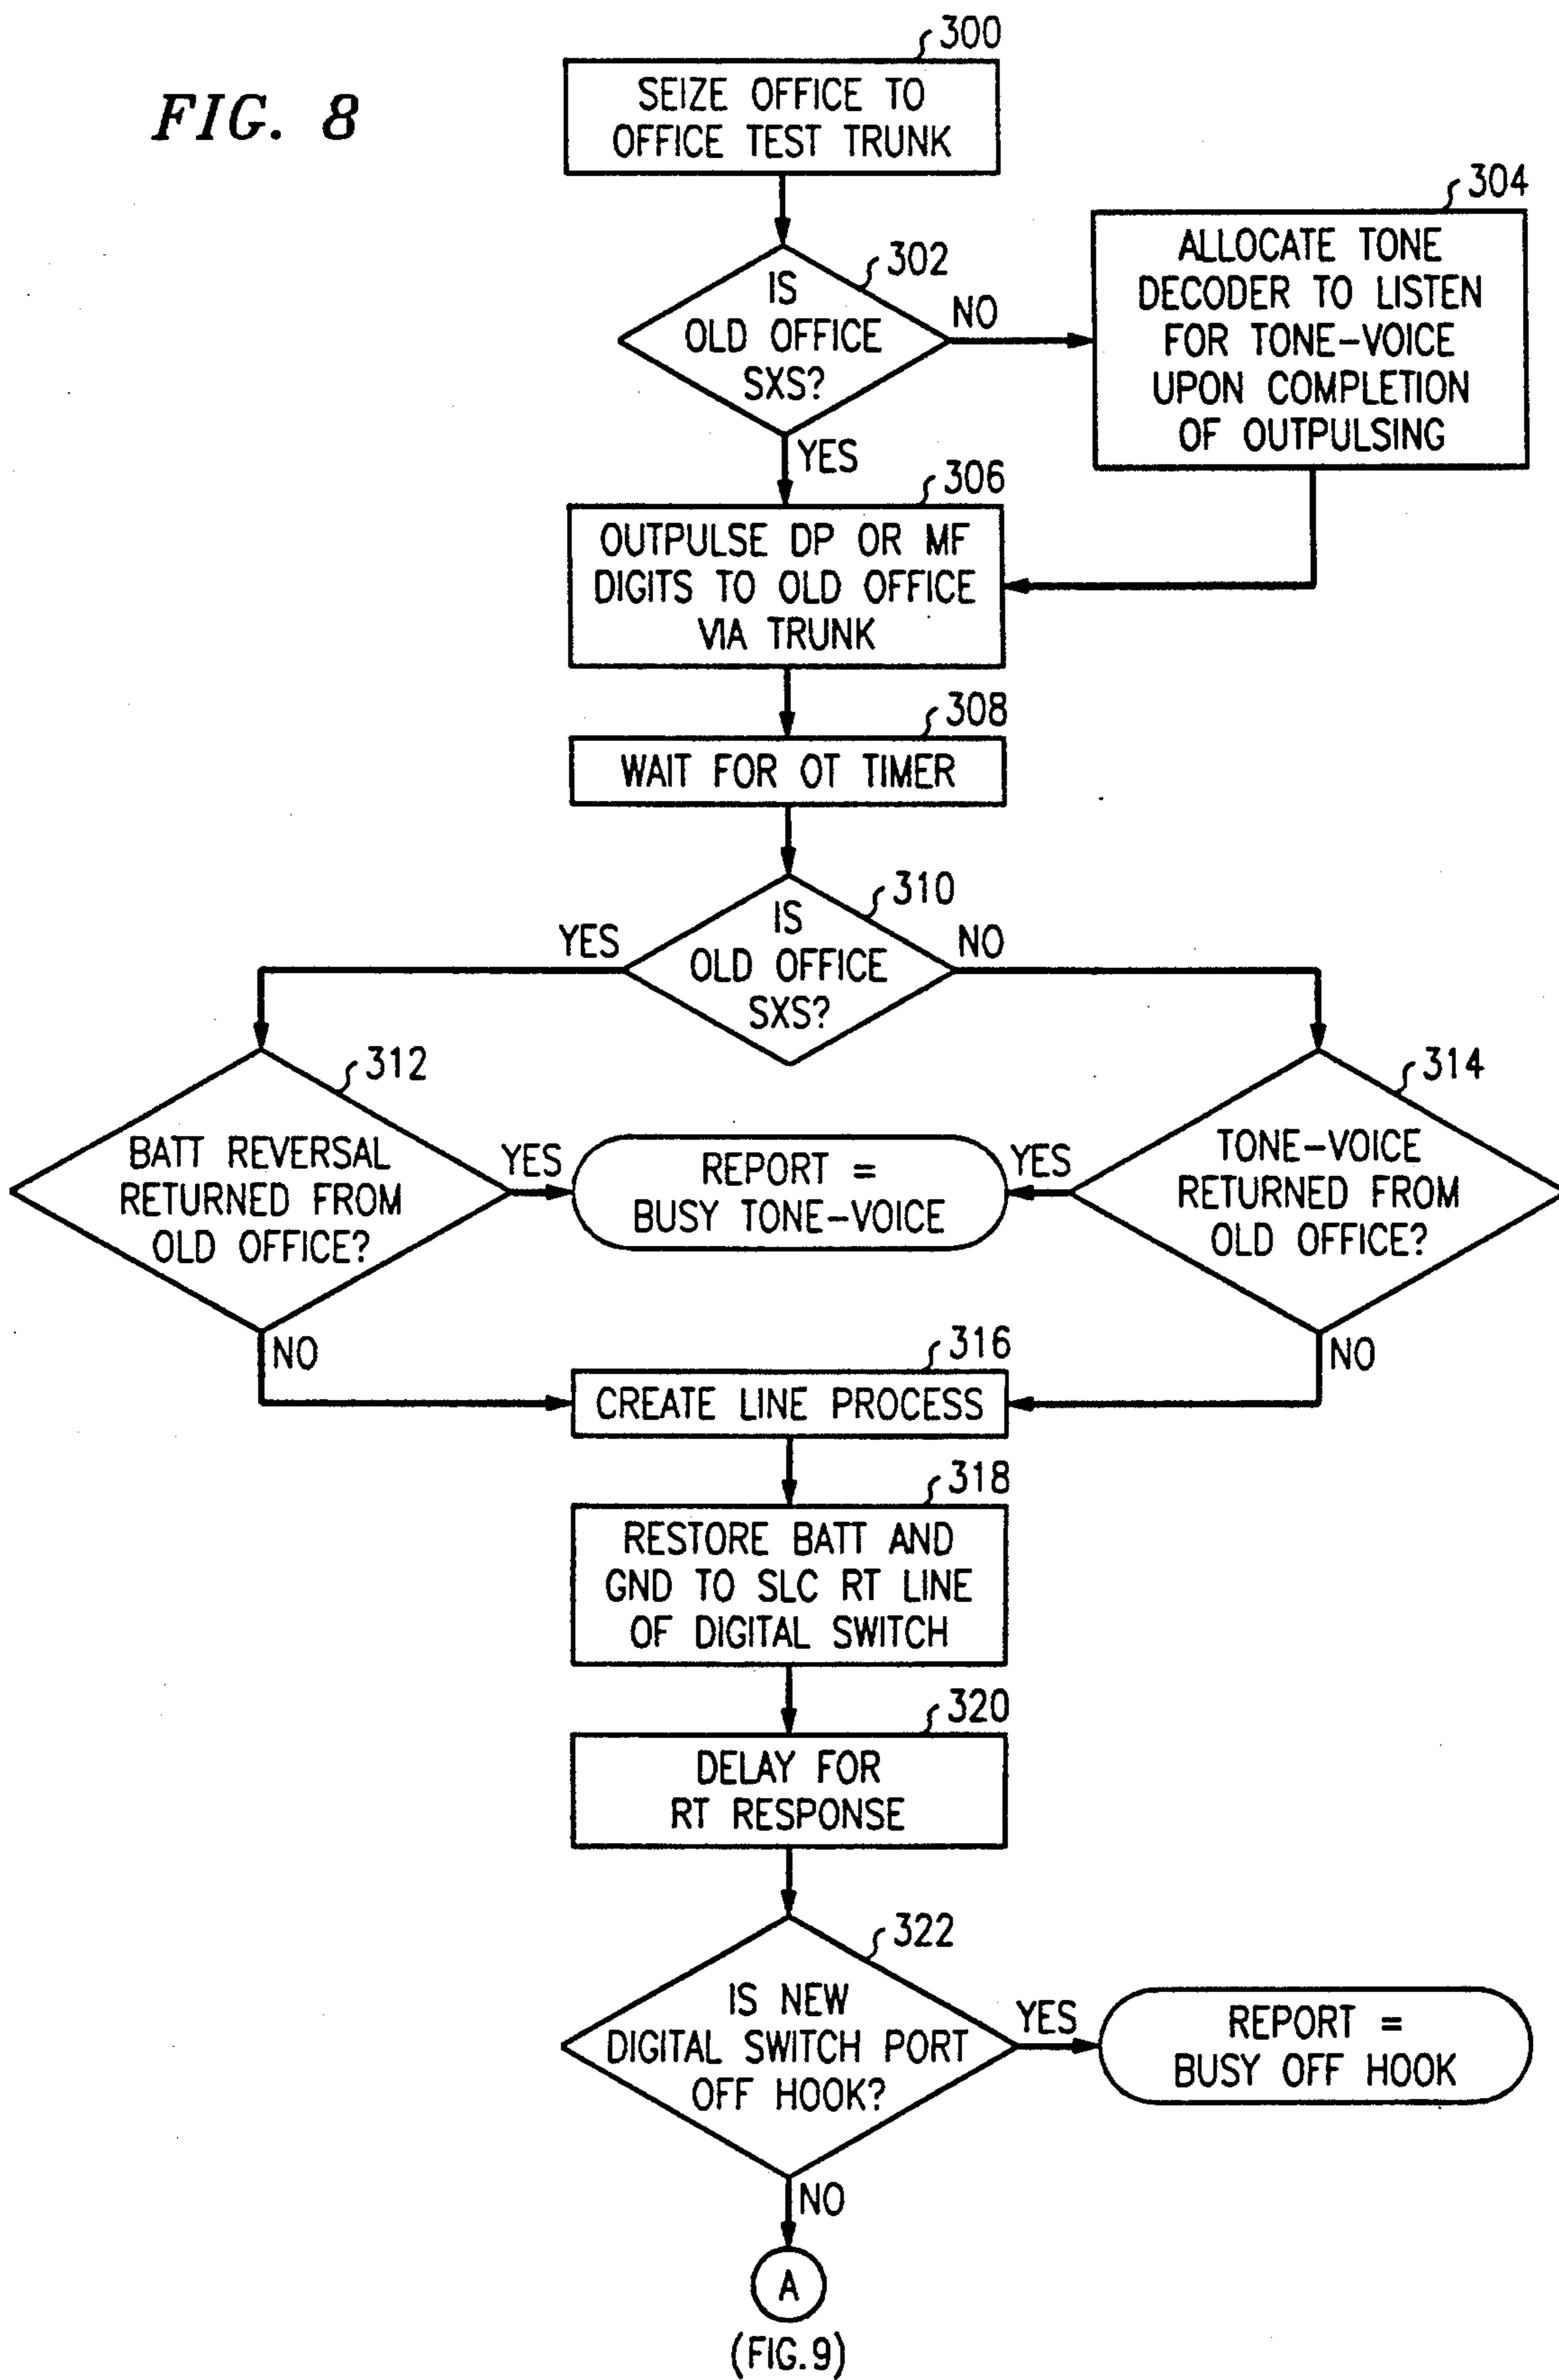 FIG. 8
300
SEIZE OFFICE TO
OFFICE TEST TRUNK
302
IS
OLD OFFICE
SXS?
NO
YES
304
ALLOCATE TONE
DECODER TO LISTEN
FOR TONE-VOICE
UPON COMPLETION
OF OUTPULSING
306
OUTPULSE DP OR MF
DIGITS TO OLD OFFICE
VIA TRUNK
308
WAIT FOR OT TIMER
310
IS
OLD OFFICE
SXS?
YES
NO
312
BATT REVERSAL
RETURNED FROM
OLD OFFICE?
YES
NO
REPORT =
BUSY TONE-VOICE
314
TONE-VOICE
RETURNED FROM
OLD OFFICE?
YES
NO
316
CREATE LINE PROCESS
318
RESTORE BATT AND
GND TO SLC RT LINE
OF DIGITAL SWITCH
320
DELAY FOR
RT RESPONSE
322
IS NEW
DIGITAL SWITCH PORT
OFF HOOK?
YES
REPORT =
BUSY OFF HOOK
NO
A
(FIG.9)